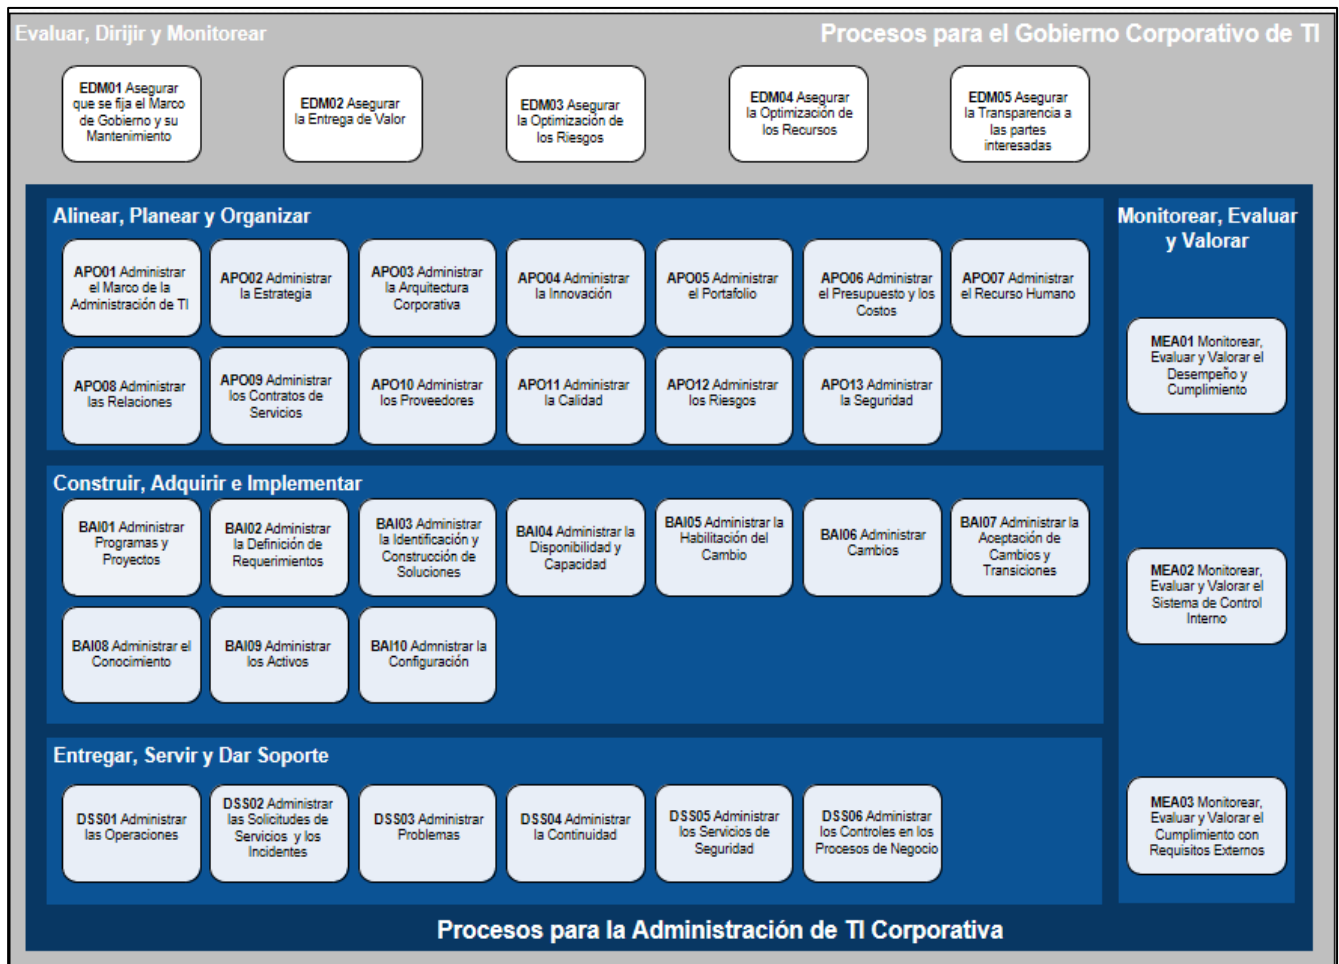 Evaluar, Dirijir y Monitorear
Procesos para el Gobierno Corporativo de TI
EDM01 Asegurar
que se fija el Marco
de Gobierno y su
Mantenimiento
EDM02 Asegurar
la Entrega de Valor
EDM03 Asegurar
la Optimización de
los Riesgos
EDM04 Asegurar
la Optimización de
los Recursos
EDM05 Asegurar
la Transparencia a
las partes
interesadas
Alinear, Planear y Organizar
APO01 Administrar
el Marco de la
Administración de TI
APO02 Administrar
la Estrategia
APO03 Administrar
la Arquitectura
Corporativa
APO04 Administrar
la Innovación
APO05 Administrar
el Portafolio
APO06 Administrar
el Presupuesto y los
Costos
APO07 Administrar
el Recurso Humano
APO08 Administrar
las Relaciones
APO09 Administrar
los Contratos de
Servicios
APO10 Administrar
los Proveedores
APO11 Administrar
la Calidad
APO12 Administrar
los Riesgos
APO13 Administrar
la Seguridad
Construir, Adquirir e Implementar
BAI01 Administrar
Programas y
Proyectos
BAI02 Administrar
la Definición de
Requerimientos
BAI03 Administrar
la Identificación y
Construcción de
Soluciones
BAI04 Administrar la
Disponibilidad y
Capacidad
BAI05 Administrar la
Habilitación del
Cambio
BAI06 Administrar
Cambios
BAI07 Administrar la
Aceptación de
Cambios y
Transiciones
BAI08 Administrar el
Conocimiento
BAI09 Administrar
los Activos
BAI10 Admnistrar la
Configuración
Entregar, Servir y Dar Soporte
DSS01 Administrar
las Operaciones
DSS02 Administrar
las Solicitudes de
Servicios y los
Incidentes
DSS03 Administrar
Problemas
DSS04 Administrar
la Continuidad
DSS05 Administrar
los Servicios de
Seguridad
DSS06 Administrar
los Controles en los
Procesos de Negocio
Monitorear, Evaluar
y Valorar
MEA01 Monitorear,
Evaluar y Valorar el
Desempeño y
Cumplimiento
MEA02 Monitorear,
Evaluar y Valorar el
Sistema de Control
Interno
MEA03 Monitorear,
Evaluar y Valorar el
Cumplimiento con
Requisitos Externos
Procesos para la Administración de TI Corporativa